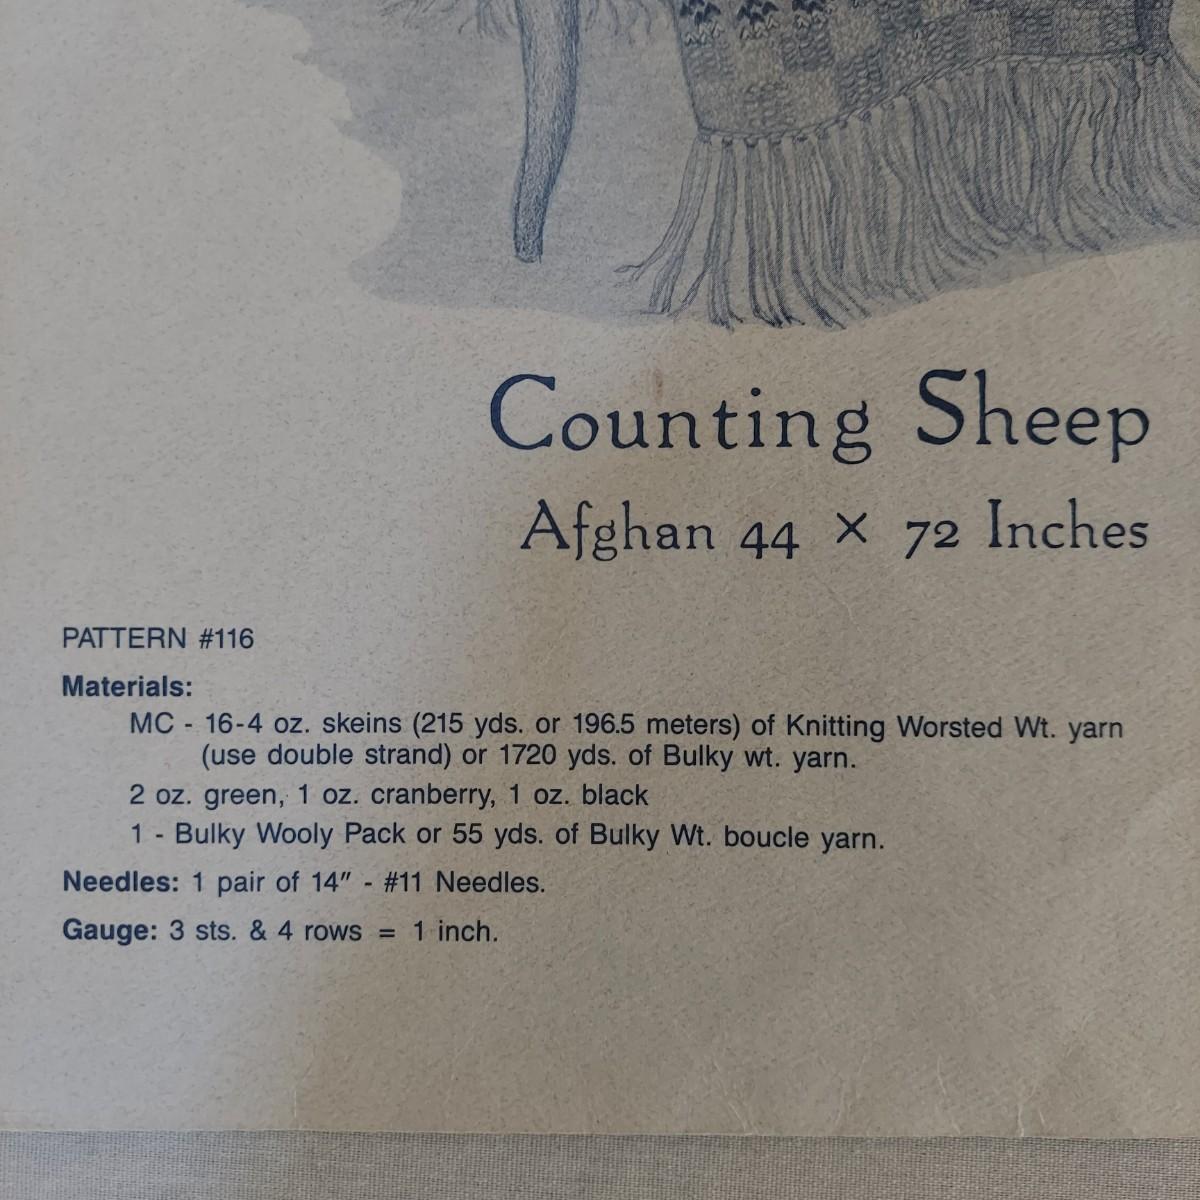 Counting Sheep
Afghan 44 × 72 Inches
PATTERN #116
Materials:
MC - 16-4 oz. skeins (215 yds. or 196.5 meters) of Knitting Worsted Wt. yarn
(use double strand) or 1720 yds. of Bulky wt. yarn.
2 oz. green, 1 oz. cranberry, 1 oz. black
1 - Bulky Wooly Pack or 55 yds. of Bulky Wt. boucle yarn.
Needles: 1 pair of 14" - #11 Needles.
Gauge: 3 sts. & 4 rows = 1 inch.